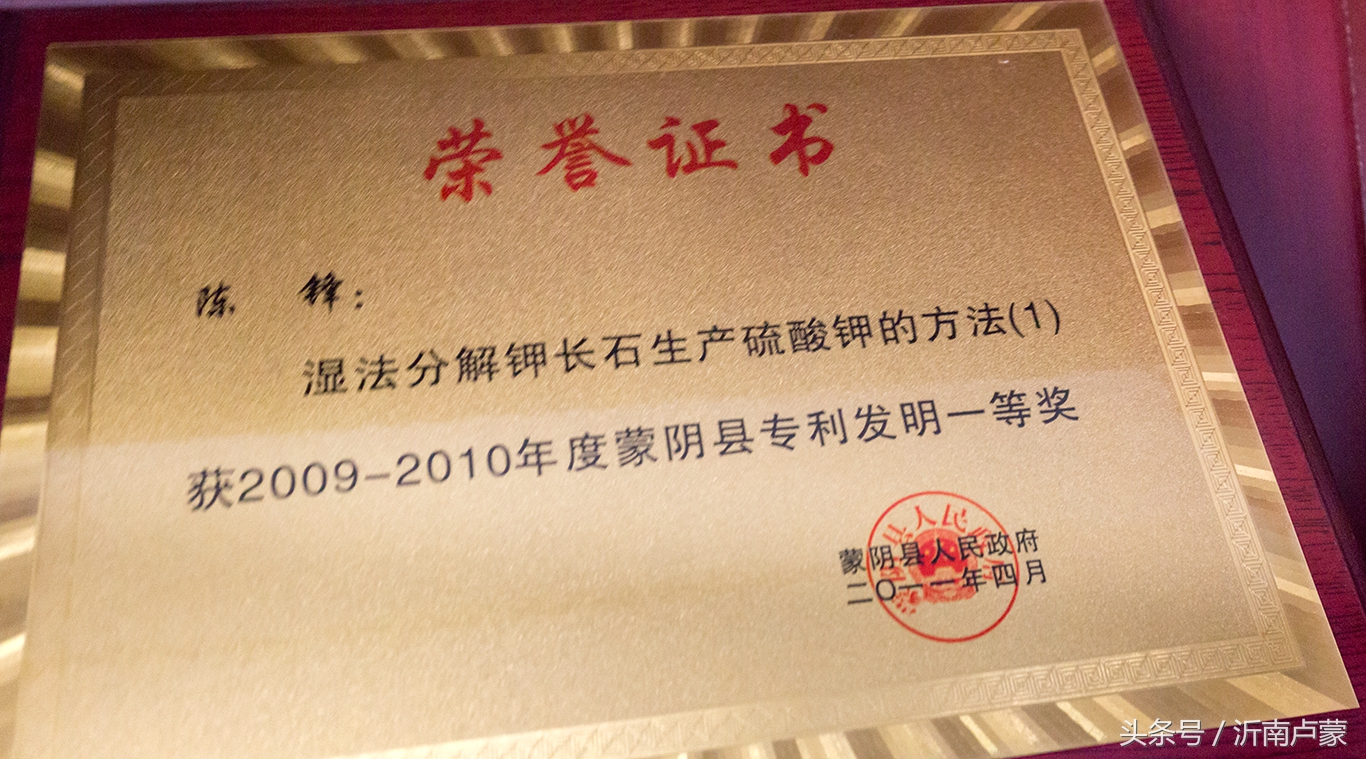 荣誉证书
陈 锋：
湿法分解钾长石生产硫酸钾的方法(1)
获2009-2010年度蒙阴县专利发明一等奖
蒙阴县人民政府
二〇一一年四月
头条号 / 沂南卢蒙